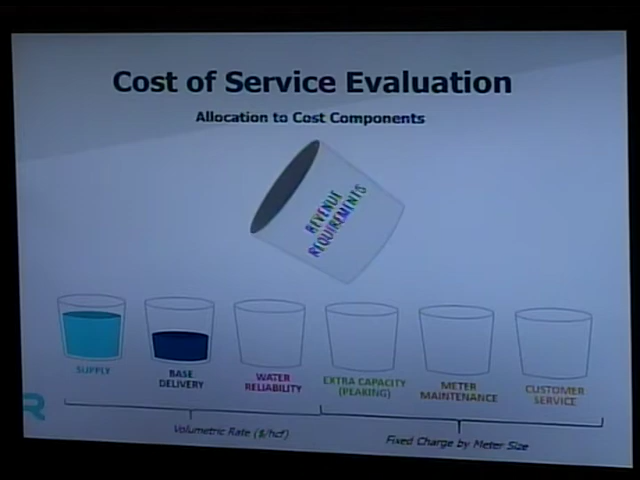 Cost of Service Evaluation
Allocation to Cost Components
REVENUE
REQUIREMENTS
SUPPLY
BASE
DELIVERY
WATER
RELIABILITY
EXTRA CAPACITY
(PEAKING)
METER
MAINTENANCE
CUSTOMER
SERVICE
R
Volumetric Rate ($/hcf)
Fixed Charge by Meter Size